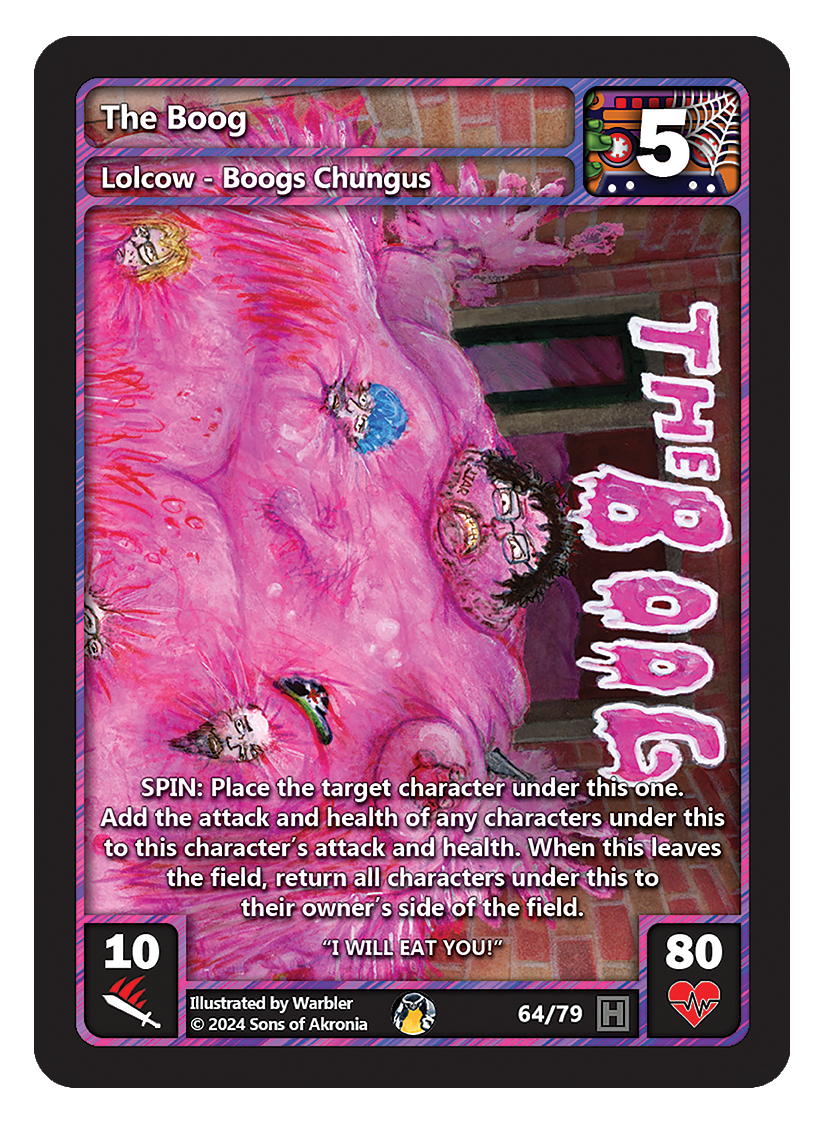 The Boog
5
Lolcow - Boogs Chungus
THE BOOG
SPIN: Place the target character under this one.
Add the attack and health of any characters under this
to this character's attack and health. When this leaves
the field, return all characters under this to
their owner's side of the field.
"I WILL EAT YOU!"
10
80
Illustrated by Warbler
© 2024 Sons of Akronia
64/79
H